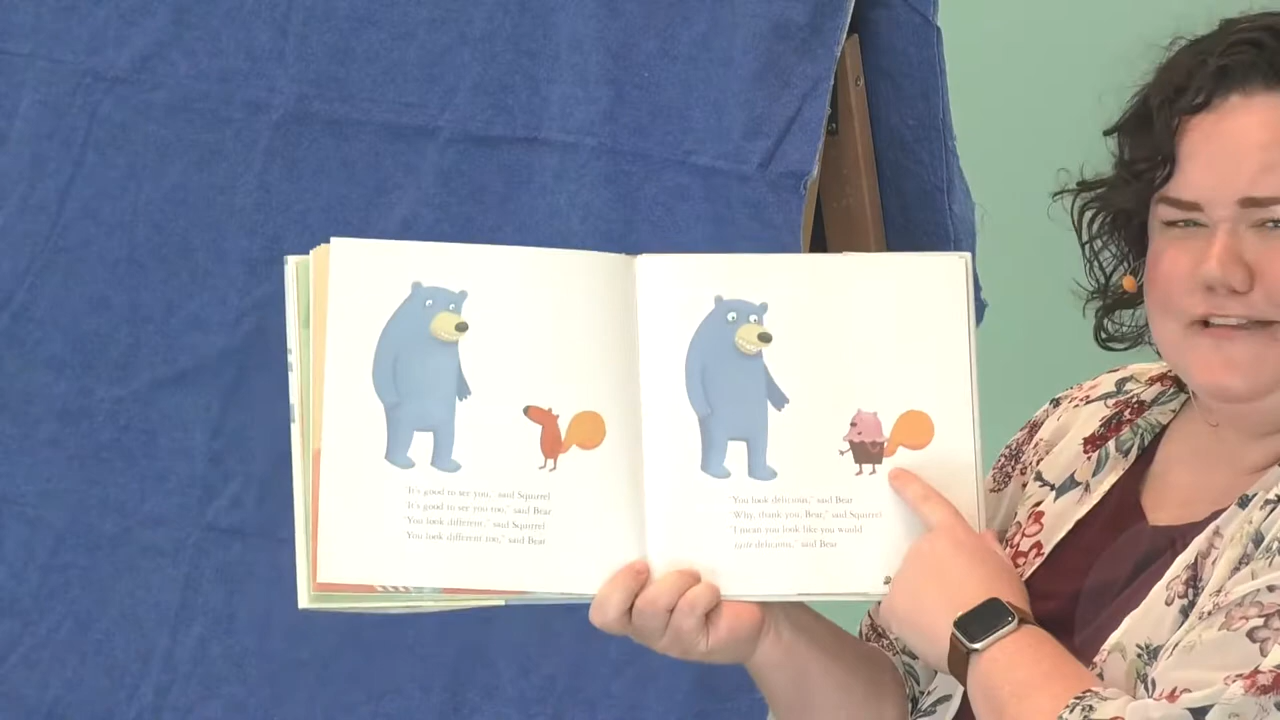 "It's good to see you," said Squirrel
"It's good to see you too," said Bear
"You look different," said Squirrel
"You look different too," said Bear
"You look delicious," said Bear
"Why, thank you, Bear," said Squirrel
"I mean you look like you would
taste delicious," said Bear